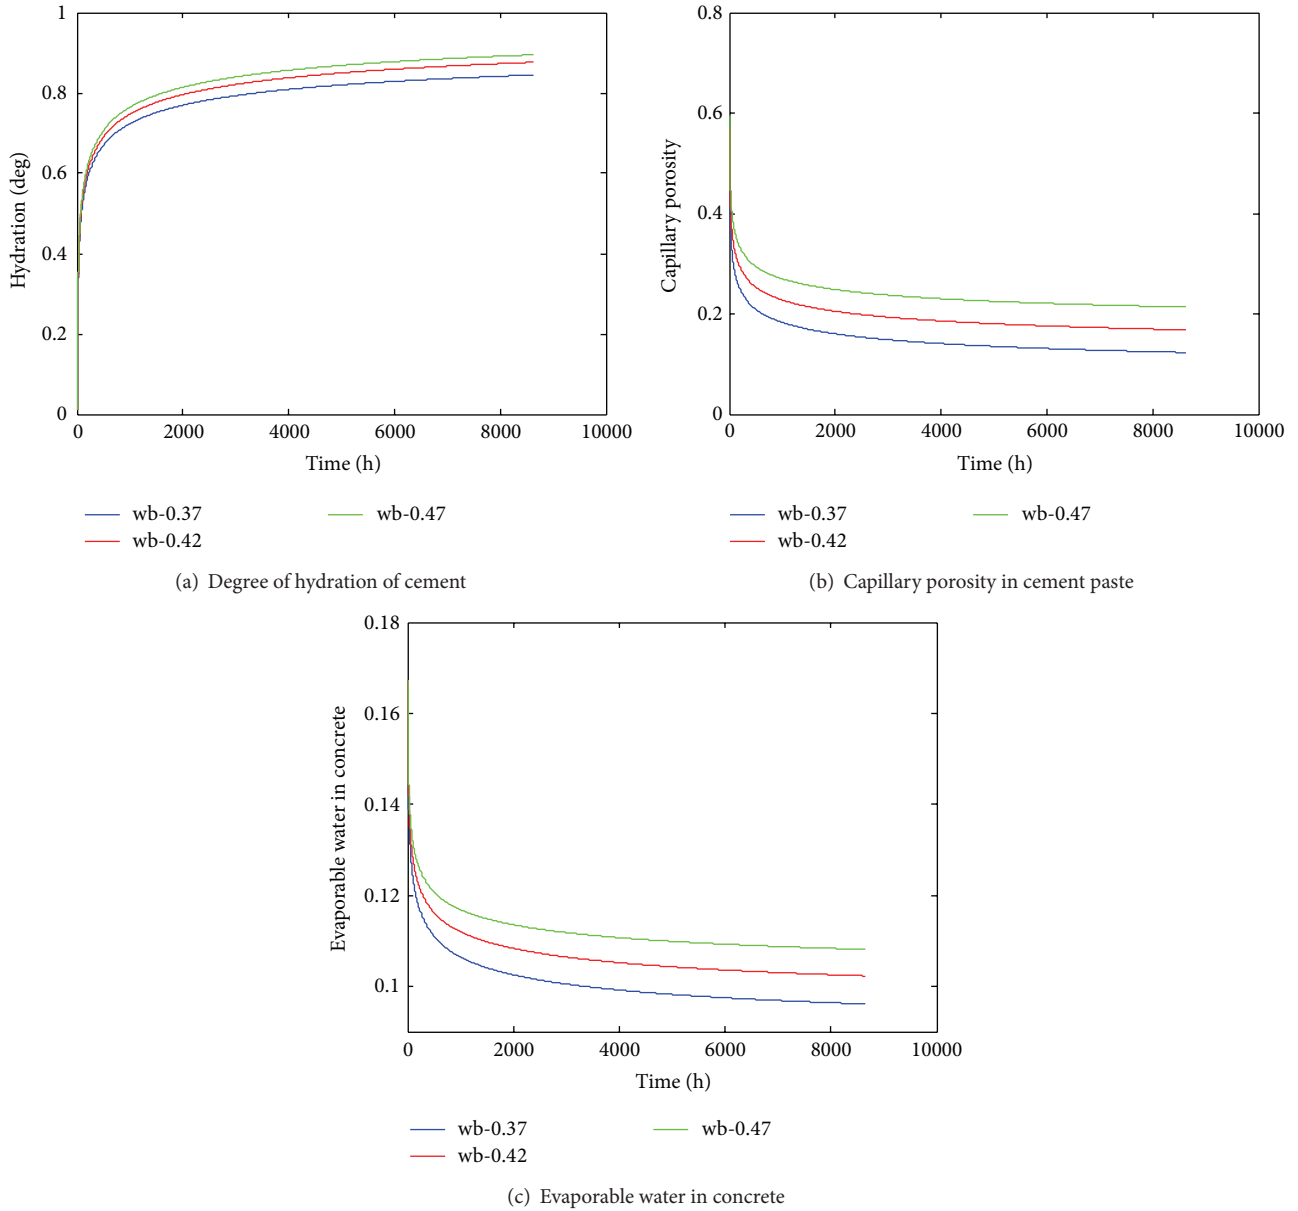 1
0.8
0.6
0.4
0.2
0
Hydration (deg)
0 2000 4000 6000 8000 10000
Time (h)
wb-0.37
wb-0.42
wb-0.47
(a) Degree of hydration of cement
0.8
0.6
0.4
0.2
0
Capillary porosity
0 2000 4000 6000 8000 10000
Time (h)
wb-0.37
wb-0.42
wb-0.47
(b) Capillary porosity in cement paste
0.18
0.16
0.14
0.12
0.1
Evaporable water in concrete
0 2000 4000 6000 8000 10000
Time (h)
wb-0.37
wb-0.42
wb-0.47
(c) Evaporable water in concrete